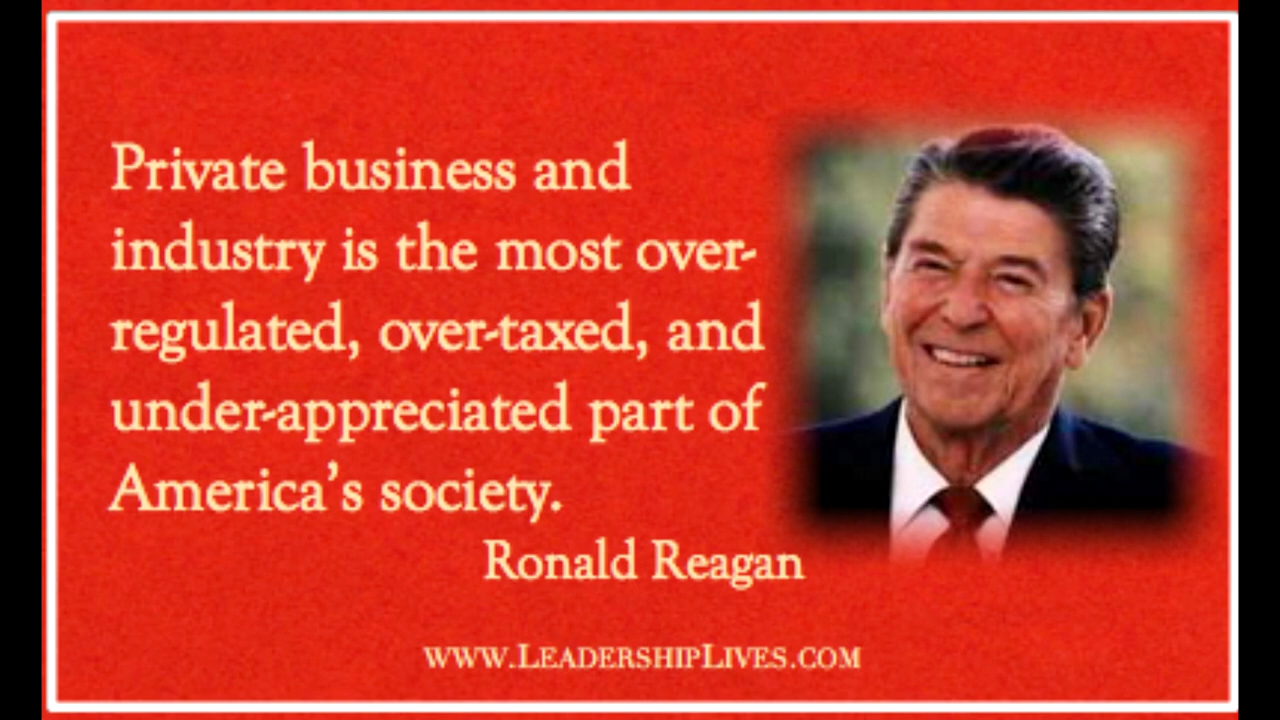 Private business and
industry is the most over-
regulated, over-taxed, and
under-appreciated part of
America's society.
Ronald Reagan
www.LeadershipLives.com